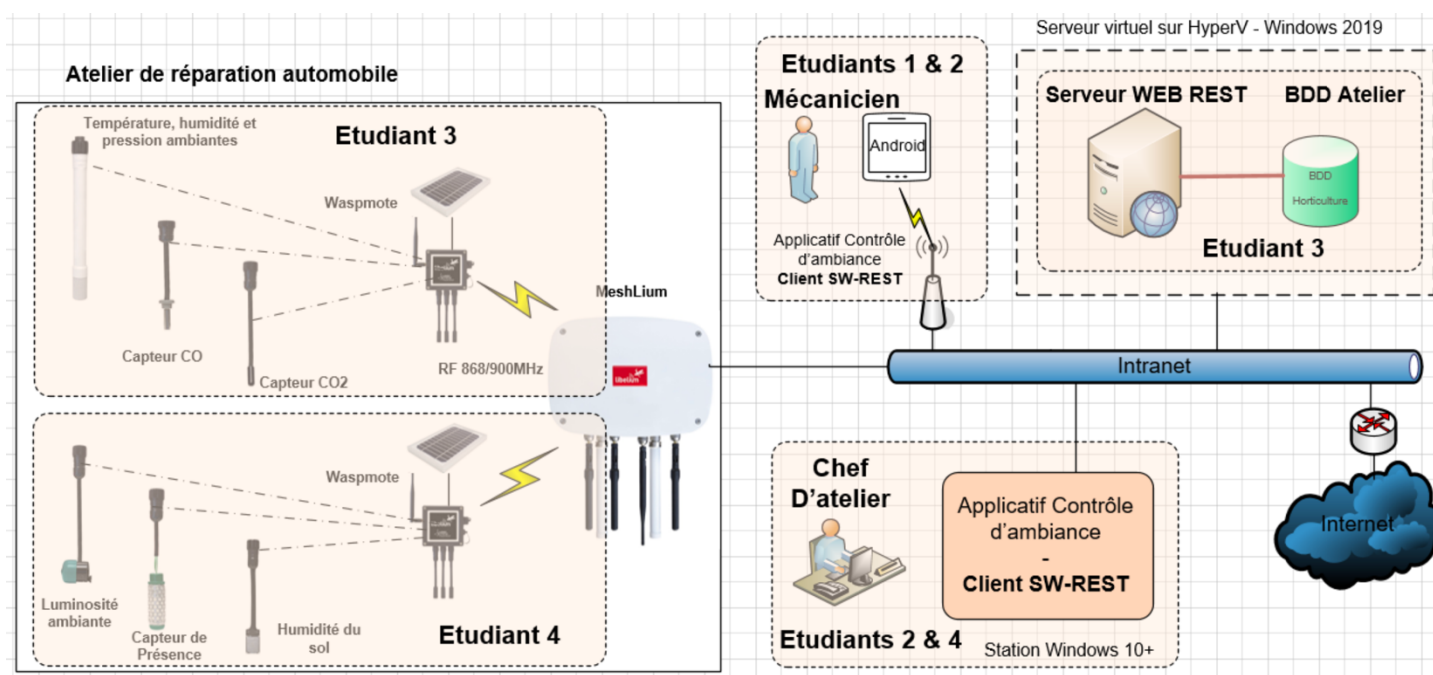 Serveur virtuel sur HyperV - Windows 2019
Atelier de réparation automobile
Température, humidité et
pression ambiantes
Etudiant 3
Waspmote
Capteur CO
Capteur CO2
RF 868/900MHz
MeshLium
libelium
Etudiants 1 & 2
Mécanicien
Android
Applicatif Contrôle
d'ambiance
Client SW-REST
Serveur WEB REST
BDD Atelier
BDD
Horticulture
Etudiant 3
Intranet
Internet
Waspmote
Luminosité
ambiante
Capteur de
Présence
Humidité du
sol
Etudiant 4
Chef
D'atelier
Applicatif Contrôle
d'ambiance
-
Client SW-REST
Etudiants 2 & 4
Station Windows 10+